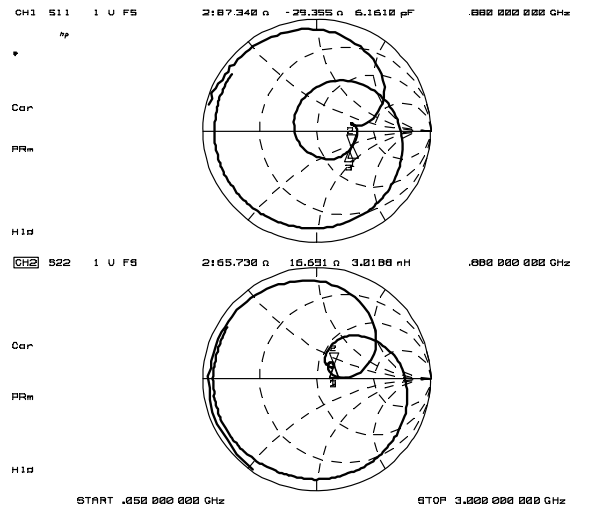 CH1 S11 1 U FS 2:87.340 Ω -29.355 Ω 6.1610 pF .880 000 000 GHz
hp
Cor
PRm
Hld
CH2 S22 1 U FS 2:65.730 Ω 16.691 Ω 3.0188 nH .880 000 000 GHz
Cor
PRm
Hld
START .050 000 000 GHz STOP 3.000 000 000 GHz